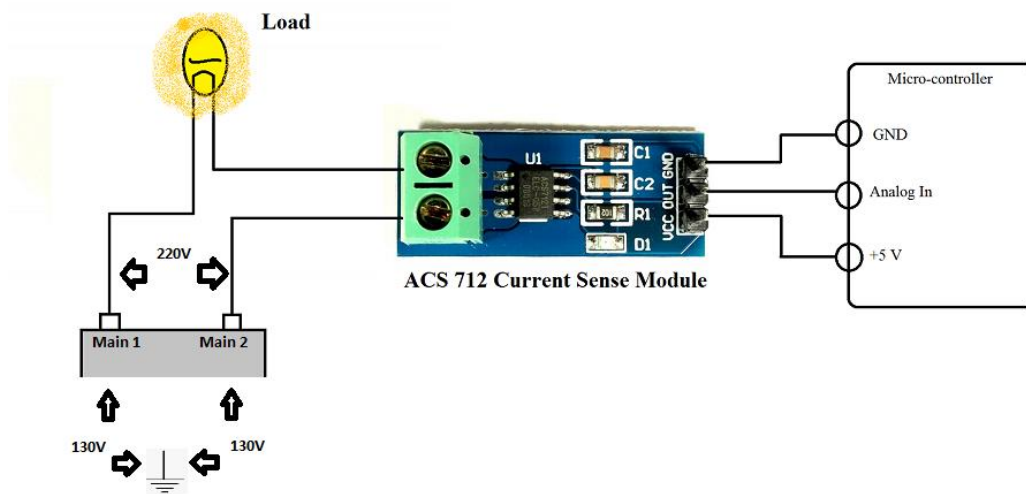 Load
Micro-controller
GND
Analog In
+5 V
U1
C1
C2
R1
D1
GND
OUT
VCC
ACS 712 Current Sense Module
220V
Main 1
Main 2
130V
130V